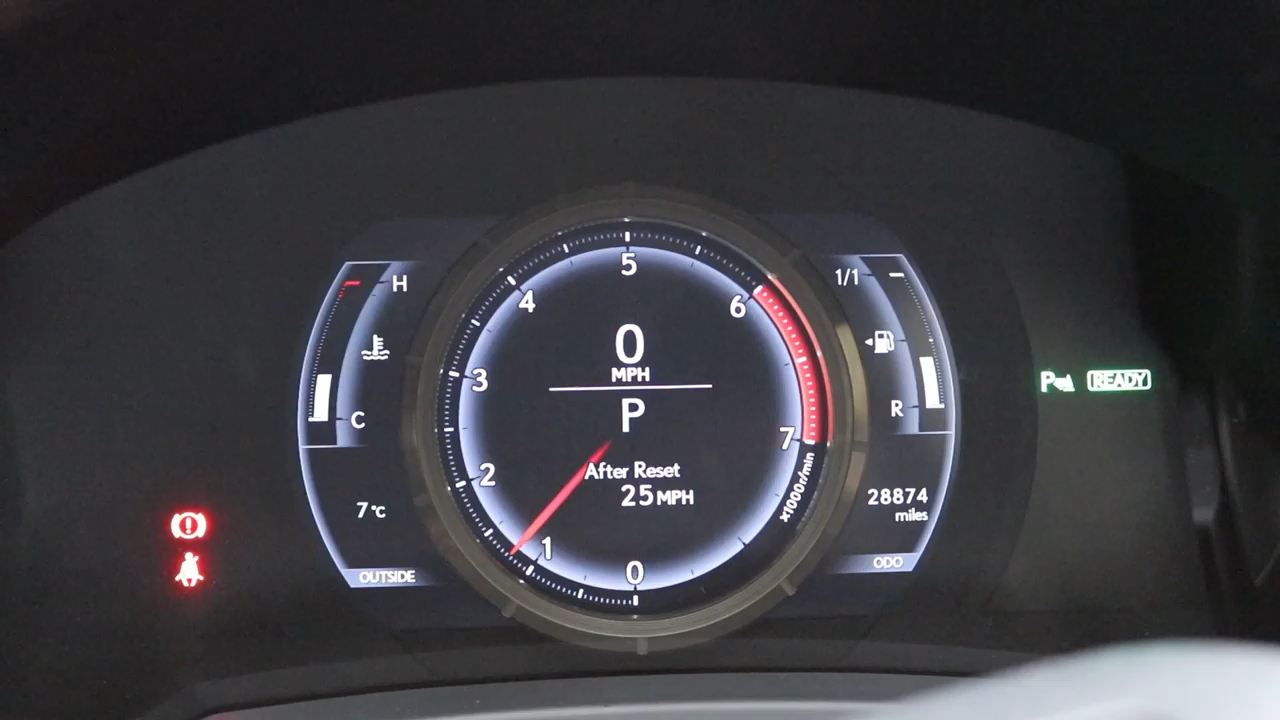 H
C
7°C
OUTSIDE
5
4
6
3
7
2
1
0
x1000r/min
0
MPH
P
After Reset
25 MPH
1/1
R
28874
miles
ODO
P
READY